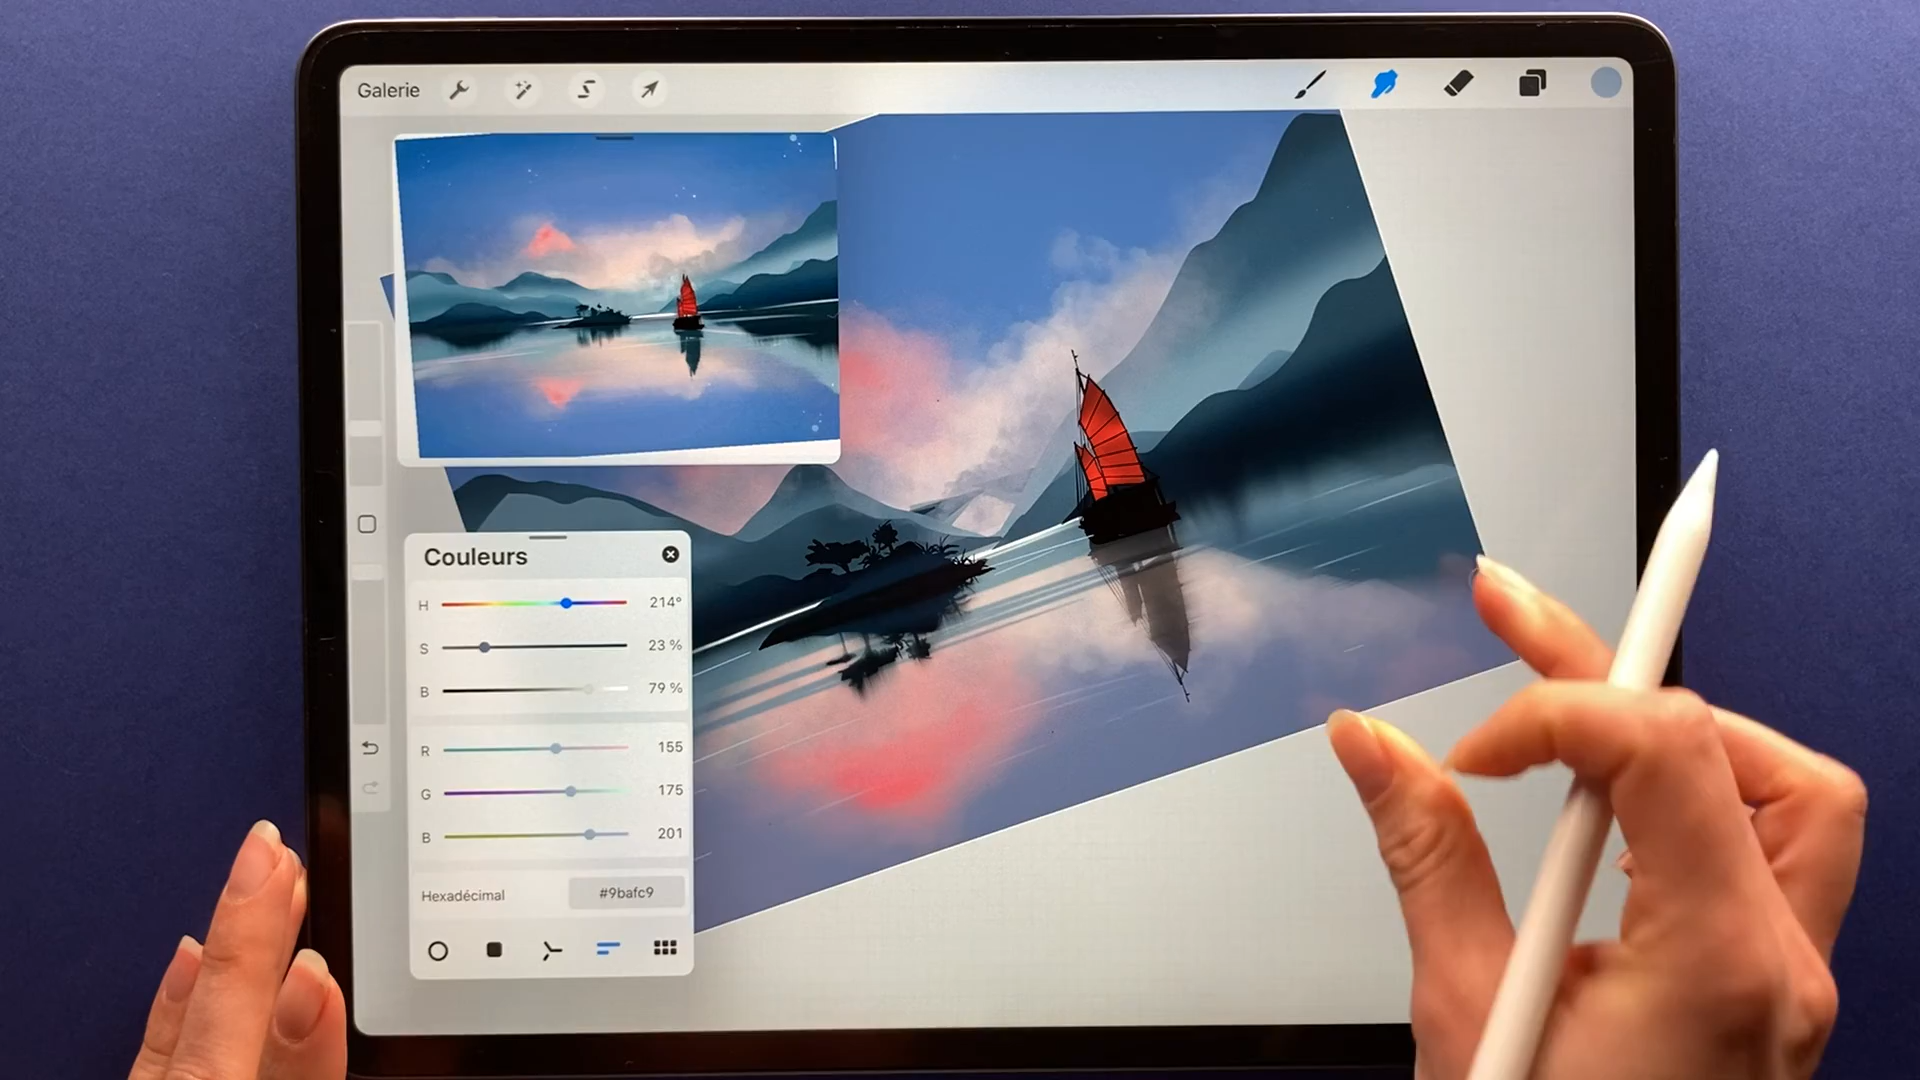 Galerie
Couleurs
H 214°
S 23 %
B 79 %
R 155
G 175
B 201
Hexadécimal #9bafc9